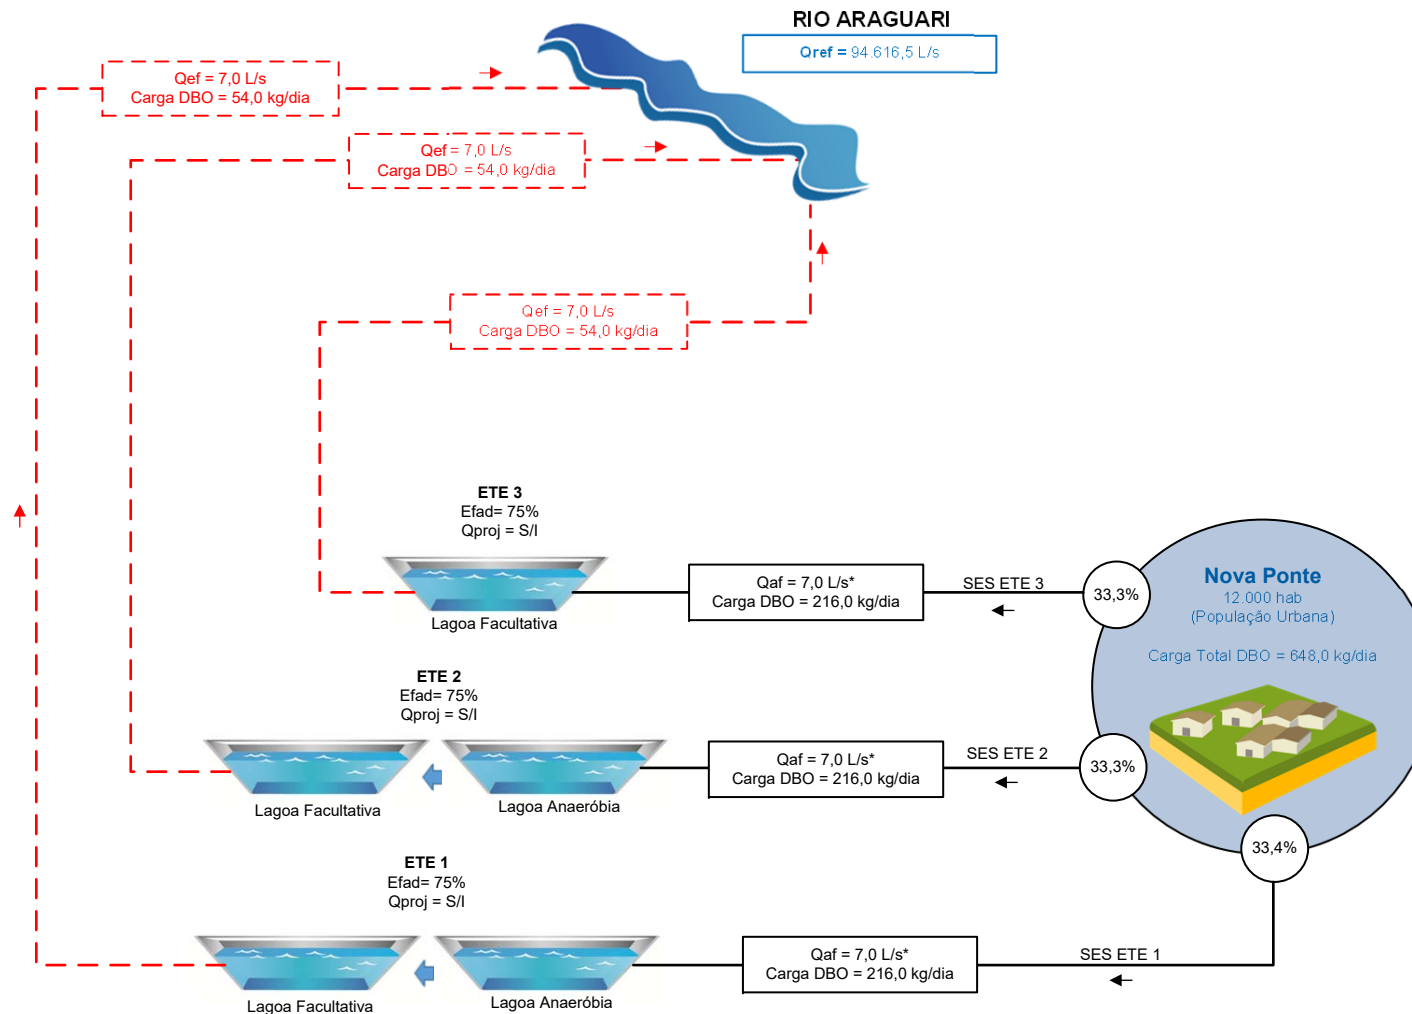 RIO ARAGUARI
Qref = 94.616,5 L/s
Qef = 7,0 L/s
Carga DBO = 54,0 kg/dia
Qef = 7,0 L/s
Carga DBO = 54,0 kg/dia
Qef = 7,0 L/s
Carga DBO = 54,0 kg/dia
ETE 3
Efad= 75%
Qproj = S/I
Lagoa Facultativa
Qaf = 7,0 L/s*
Carga DBO = 216,0 kg/dia
SES ETE 3
33,3%
Nova Ponte
12.000 hab
(População Urbana)
Carga Total DBO = 648,0 kg/dia
ETE 2
Efad= 75%
Qproj = S/I
Lagoa Facultativa
Lagoa Anaeróbia
Qaf = 7,0 L/s*
Carga DBO = 216,0 kg/dia
SES ETE 2
33,3%
33,4%
ETE 1
Efad= 75%
Qproj = S/I
Lagoa Facultativa
Lagoa Anaeróbia
Qaf = 7,0 L/s*
Carga DBO = 216,0 kg/dia
SES ETE 1